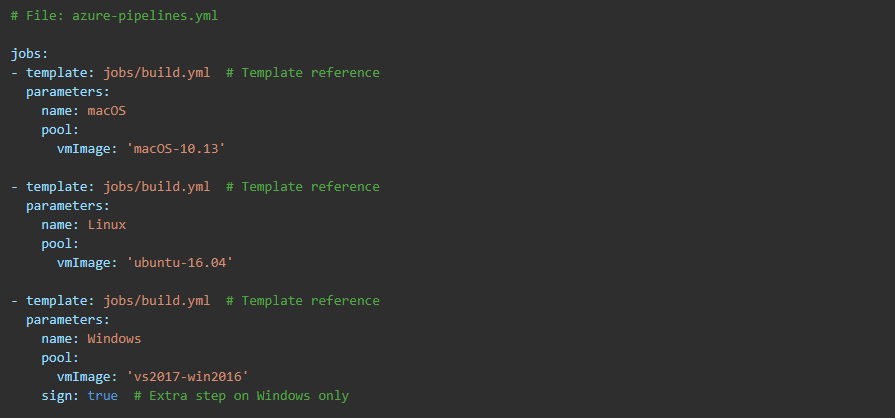 # File: azure-pipelines.yml
jobs:
- template: jobs/build.yml  # Template reference
  parameters:
    name: macOS
    pool:
      vmImage: 'macOS-10.13'
- template: jobs/build.yml  # Template reference
  parameters:
    name: Linux
    pool:
      vmImage: 'ubuntu-16.04'
- template: jobs/build.yml  # Template reference
  parameters:
    name: Windows
    pool:
      vmImage: 'vs2017-win2016'
    sign: true  # Extra step on Windows only